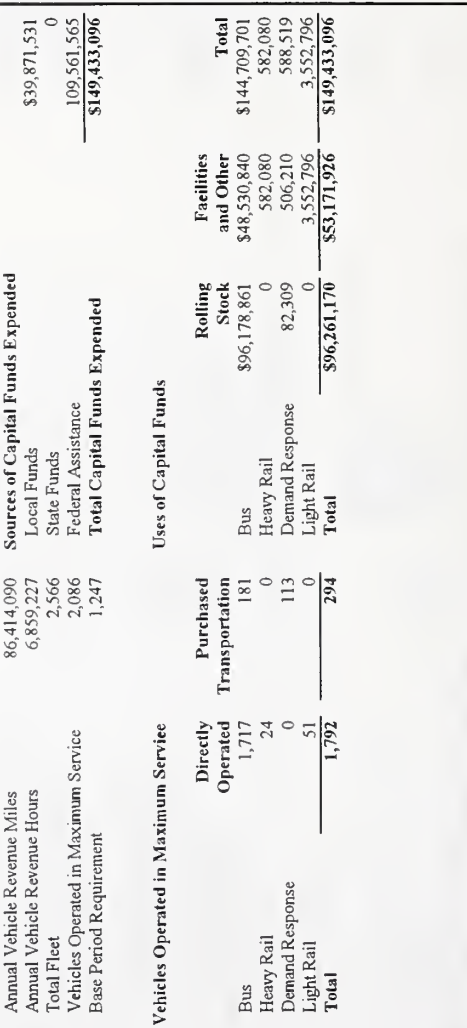 Annual Vehicle Revenue Miles 86,414,090
Annual Vehicle Revenue Hours 6,859,227
Total Fleet 2,566
Vehicles Operated in Maximum Service 2,086
Base Period Requirement 1,247
Sources of Capital Funds Expended
Local Funds $39,871,531
State Funds 0
Federal Assistance 109,561,565
Total Capital Funds Expended $149,433,096
Vehicles Operated in Maximum Service
Directly Operated Purchased Transportation
Bus 1,717 181
Heavy Rail 24 0
Demand Response 0 113
Light Rail 51 0
Total 1,792 294
Uses of Capital Funds
Rolling Stock Facilities and Other Total
Bus $96,178,861 $48,530,840 $144,709,701
Heavy Rail 0 582,080 582,080
Demand Response 82,309 506,210 588,519
Light Rail 0 3,552,796 3,552,796
Total $96,261,170 $53,171,926 $149,433,096